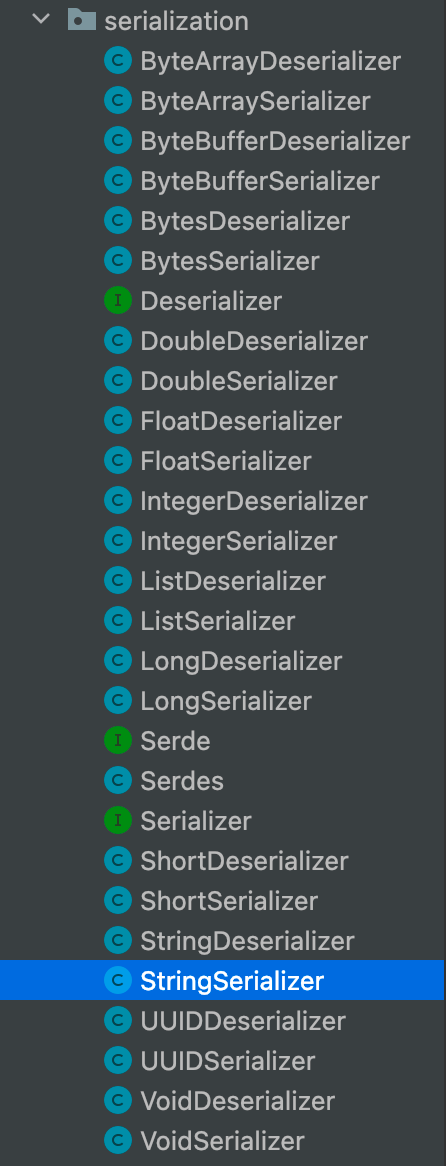 serialization
C ByteArrayDeserializer
C ByteArraySerializer
C ByteBufferDeserializer
C ByteBufferSerializer
C BytesDeserializer
C BytesSerializer
I Deserializer
C DoubleDeserializer
C DoubleSerializer
C FloatDeserializer
C FloatSerializer
C IntegerDeserializer
C IntegerSerializer
C ListDeserializer
C ListSerializer
C LongDeserializer
C LongSerializer
I Serde
C Serdes
I Serializer
C ShortDeserializer
C ShortSerializer
C StringDeserializer
C StringSerializer
C UUIDDeserializer
C UUIDSerializer
C VoidDeserializer
C VoidSerializer